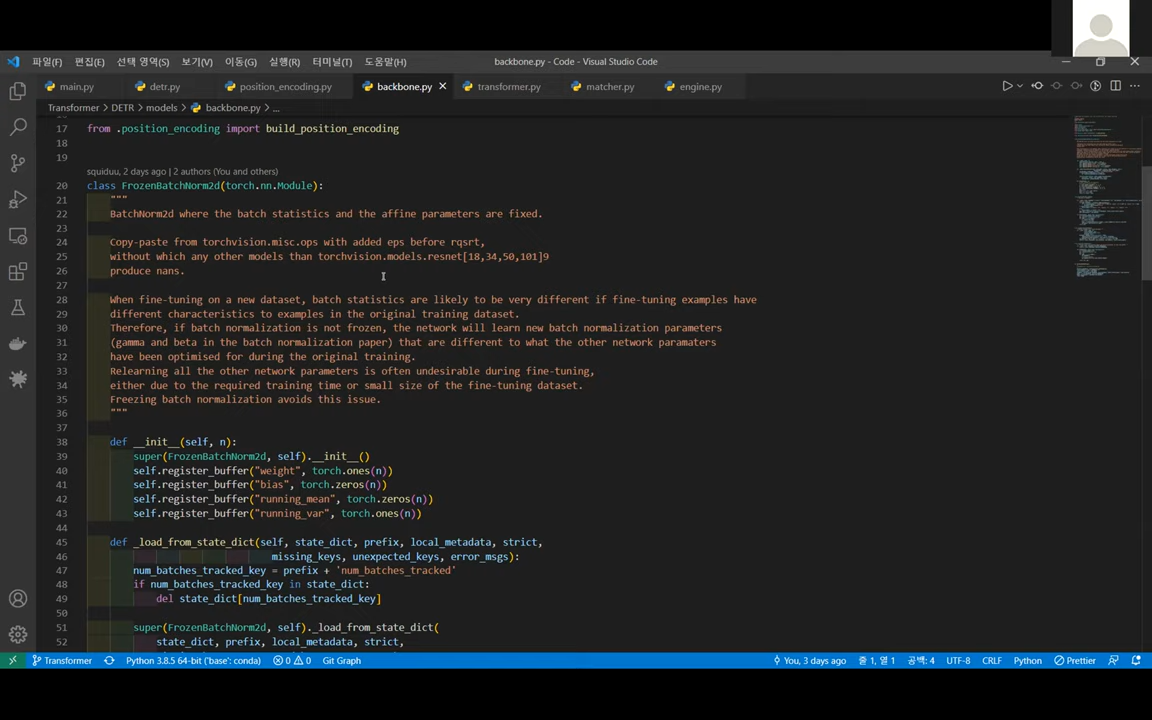 파일(F) 편집(E) 선택 영역(S) 보기(V) 이동(G) 실행(R) 터미널(T) 도움말(H) backbone.py - Code - Visual Studio Code
main.py detr.py position_encoding.py backbone.py transformer.py matcher.py engine.py
Transformer > DETR > models > backbone.py > ...
17 from .position_encoding import build_position_encoding
18
19
squiduu, 2 days ago | 2 authors (You and others)
20 class FrozenBatchNorm2d(torch.nn.Module):
21 """
22 BatchNorm2d where the batch statistics and the affine parameters are fixed.
23
24 Copy-paste from torchvision.misc.ops with added eps before rqsrt,
25 without which any other models than torchvision.models.resnet[18,34,50,101]9
26 produce nans.
27
28 When fine-tuning on a new dataset, batch statistics are likely to be very different if fine-tuning examples have
29 different characteristics to examples in the original training dataset.
30 Therefore, if batch normalization is not frozen, the network will learn new batch normalization parameters
31 (gamma and beta in the batch normalization paper) that are different to what the other network paramaters
32 have been optimised for during the original training.
33 Relearning all the other network parameters is often undesirable during fine-tuning,
34 either due to the required training time or small size of the fine-tuning dataset.
35 Freezing batch normalization avoids this issue.
36 """
37
38 def __init__(self, n):
39 super(FrozenBatchNorm2d, self).__init__()
40 self.register_buffer("weight", torch.ones(n))
41 self.register_buffer("bias", torch.zeros(n))
42 self.register_buffer("running_mean", torch.zeros(n))
43 self.register_buffer("running_var", torch.ones(n))
44
45 def _load_from_state_dict(self, state_dict, prefix, local_metadata, strict,
46 missing_keys, unexpected_keys, error_msgs):
47 num_batches_tracked_key = prefix + 'num_batches_tracked'
48 if num_batches_tracked_key in state_dict:
49 del state_dict[num_batches_tracked_key]
50
51 super(FrozenBatchNorm2d, self)._load_from_state_dict(
52 state_dict, prefix, local_metadata, strict,
Transformer Python 3.8.5 64-bit ('base': conda) 0 0 Git Graph You, 3 days ago 줄 1, 열 1 공백: 4 UTF-8 CRLF Python Prettier